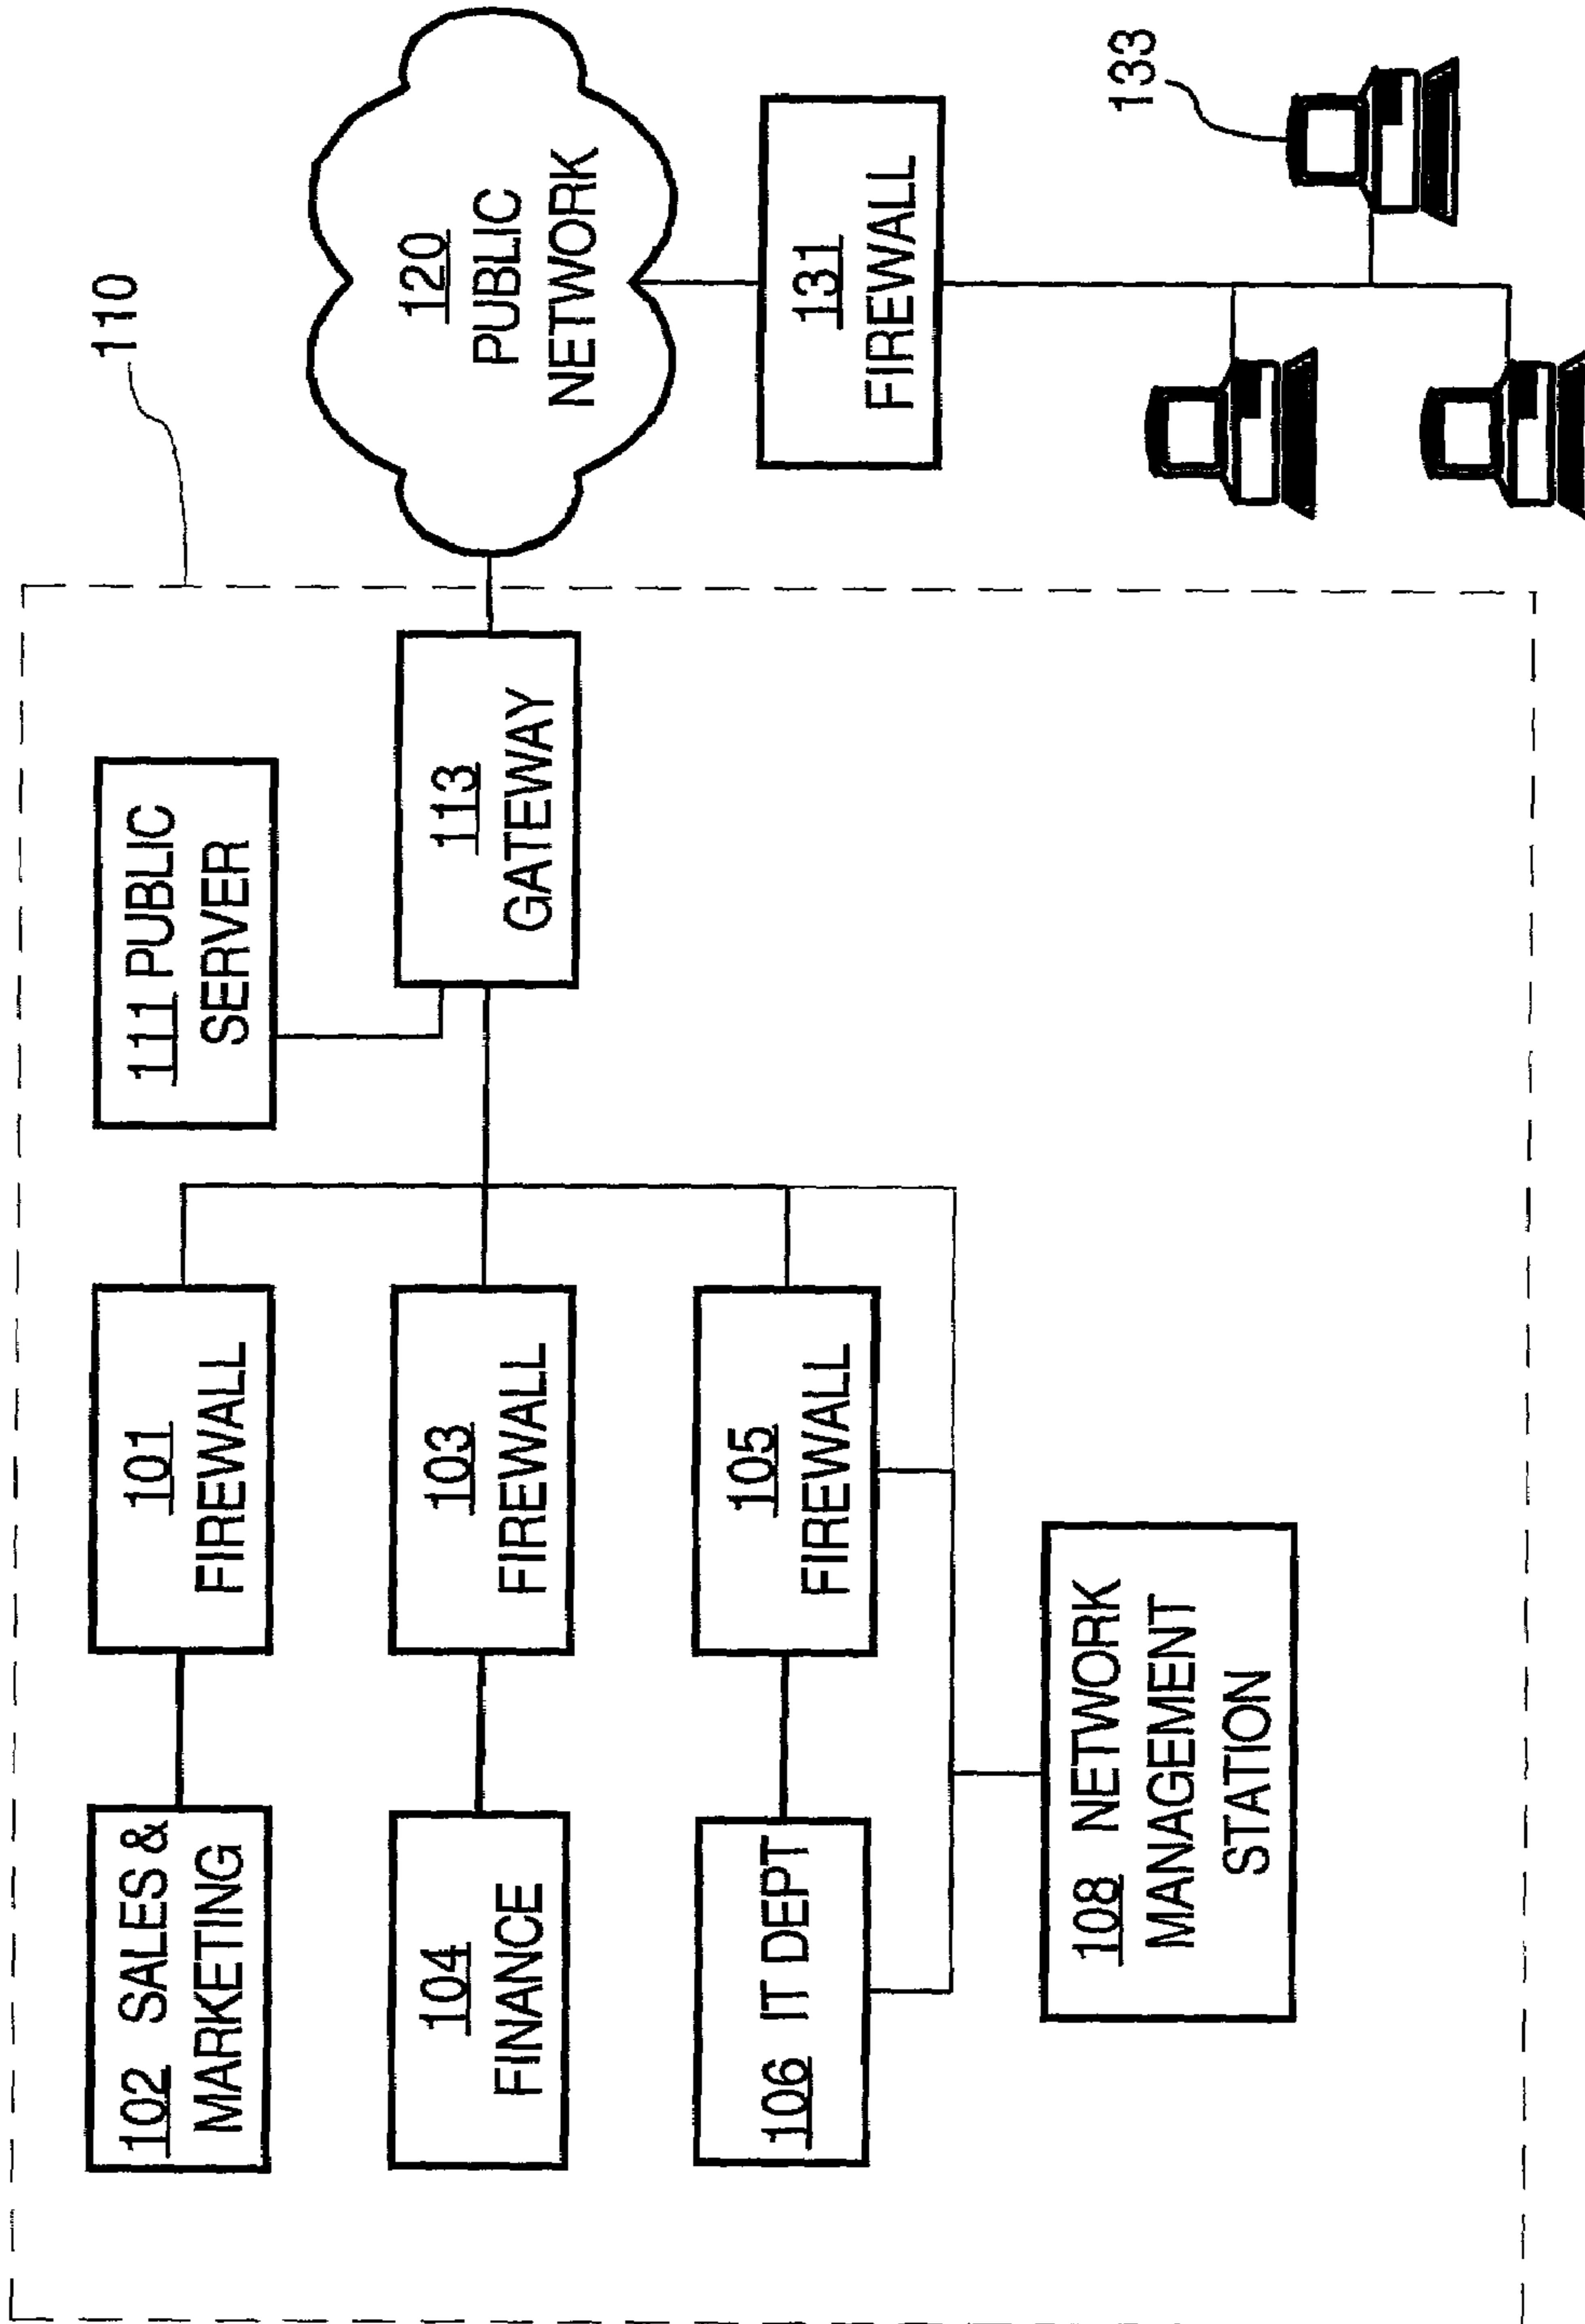 110
102 SALES &
MARKETING
101
FIREWALL
111 PUBLIC
SERVER
104
FINANCE
103
FIREWALL
113
GATEWAY
120
PUBLIC
NETWORK
106 IT DEPT
105
FIREWALL
131
FIREWALL
108 NETWORK
MANAGEMENT
STATION
133